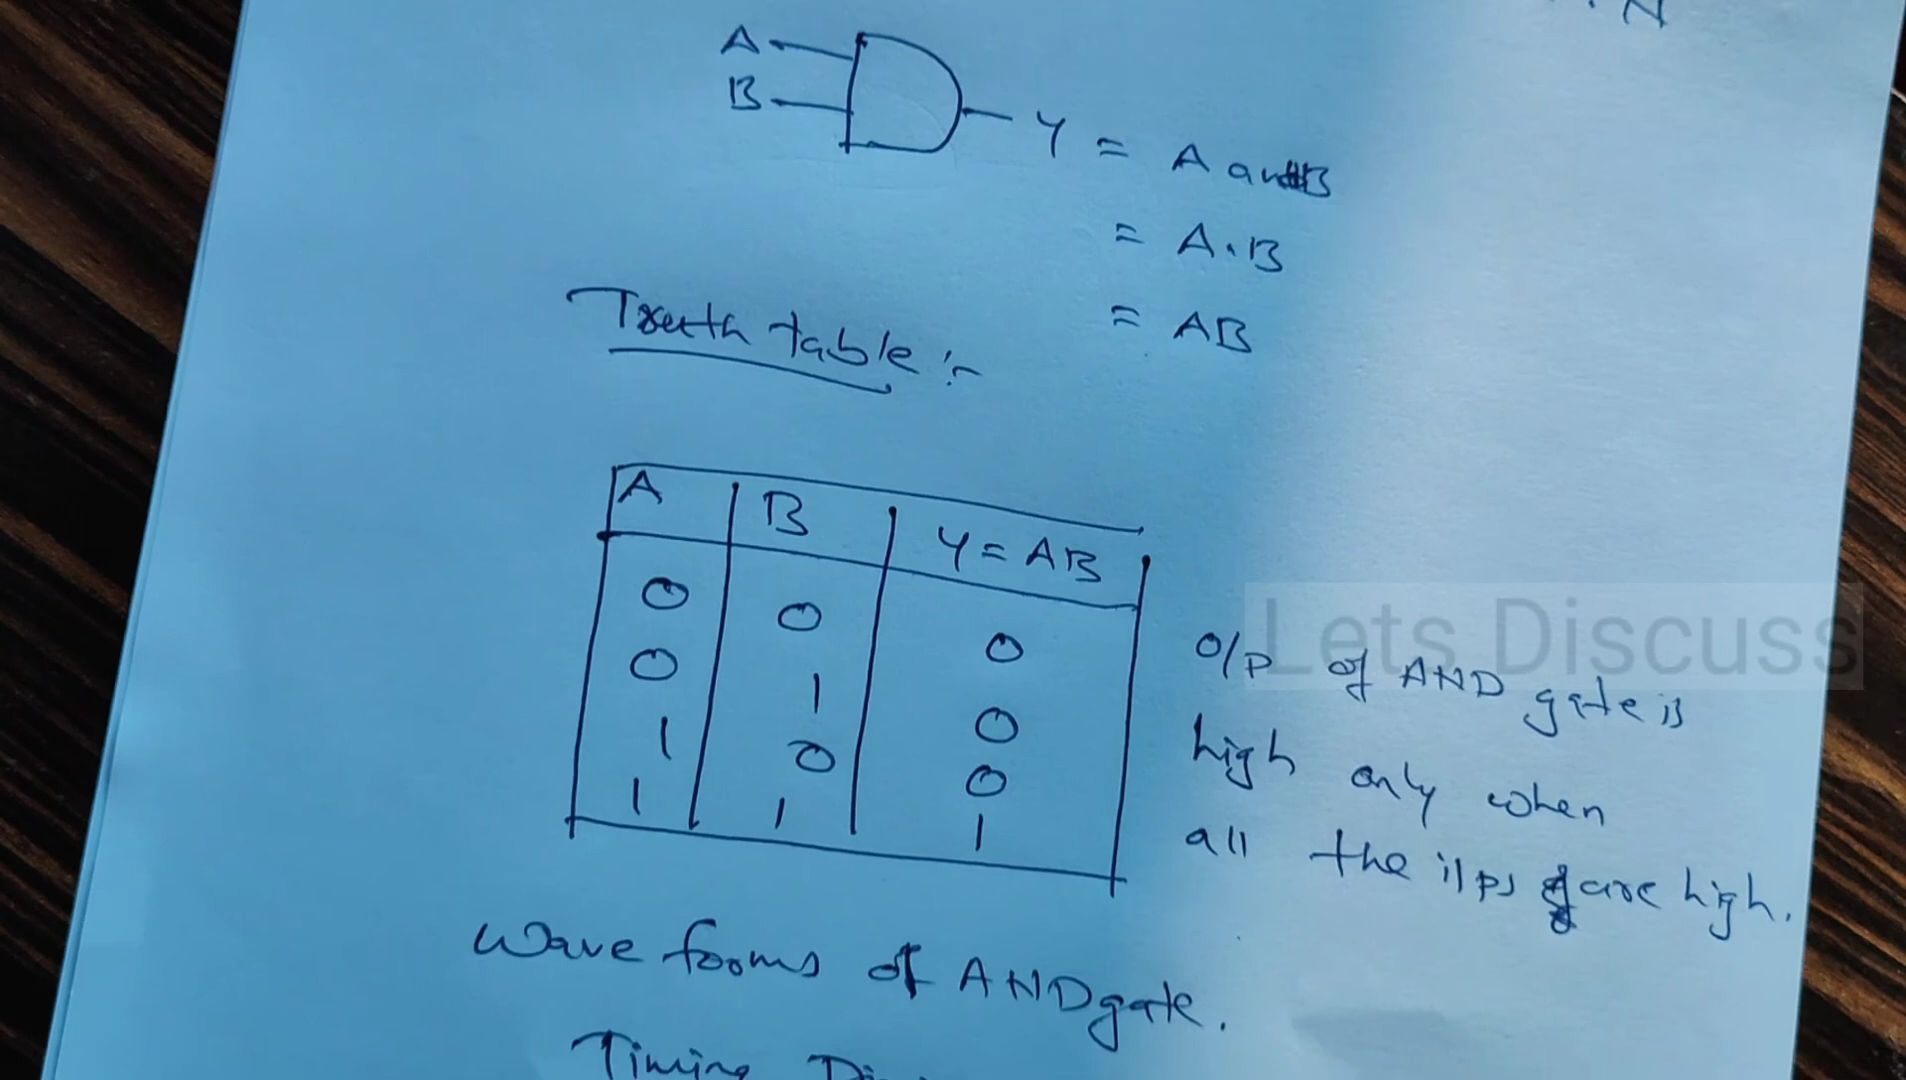 N
A
B
Y = A and B
= A.B
= AB
Truth table :-
A B Y = AB
0 0 0
0 1 0
1 0 0
1 1 1
O/P of AND gate is
high only when
all the i/ps are high.
Lets Discuss
Wave forms of AND gate.
Timing